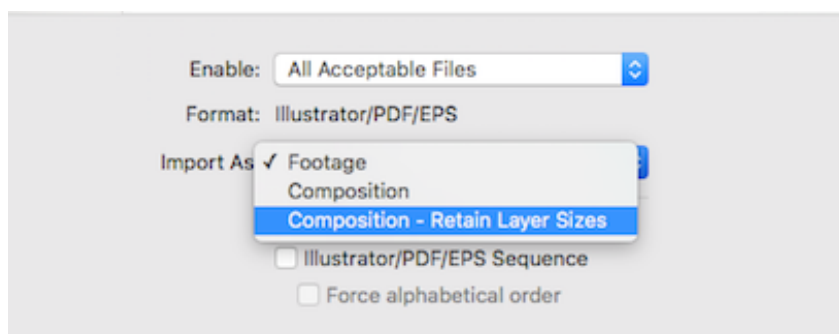 Enable: All Acceptable Files
Format: Illustrator/PDF/EPS
Import As ✓ Footage
Composition
Composition - Retain Layer Sizes
Illustrator/PDF/EPS Sequence
Force alphabetical order